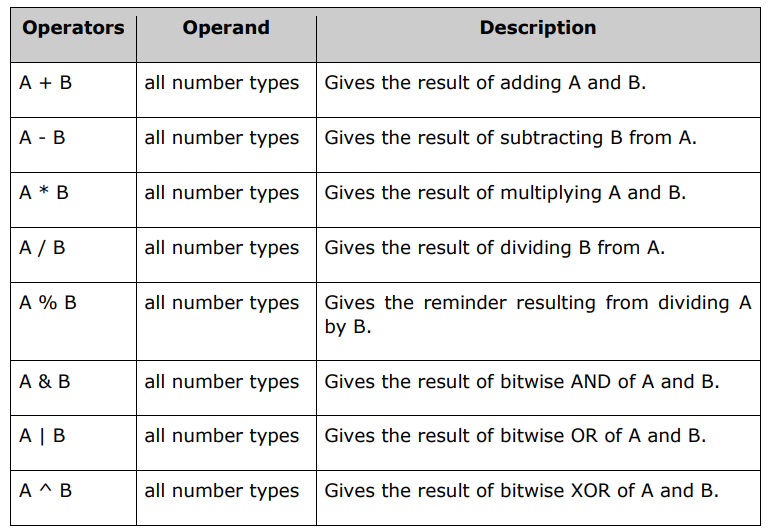 Operators Operand Description
A + B all number types Gives the result of adding A and B.
A - B all number types Gives the result of subtracting B from A.
A * B all number types Gives the result of multiplying A and B.
A / B all number types Gives the result of dividing B from A.
A % B all number types Gives the reminder resulting from dividing A
by B.
A & B all number types Gives the result of bitwise AND of A and B.
A | B all number types Gives the result of bitwise OR of A and B.
A ^ B all number types Gives the result of bitwise XOR of A and B.